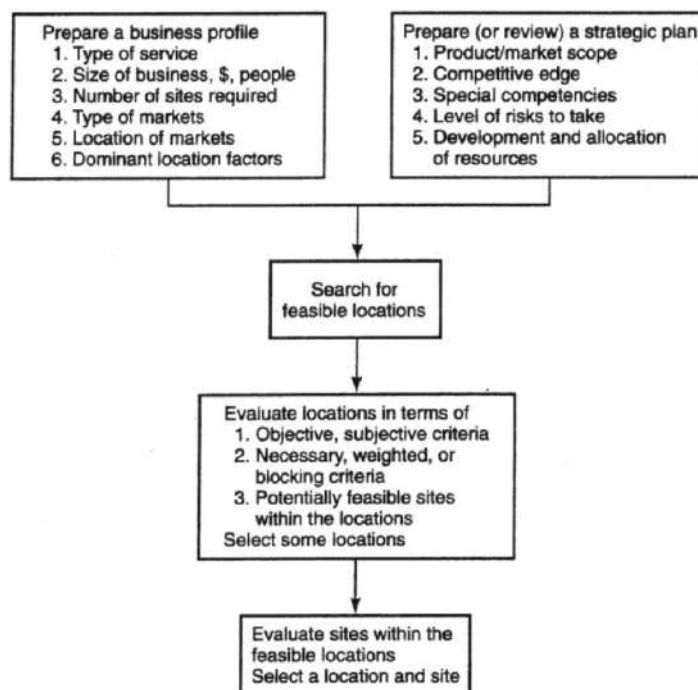 Prepare a business profile
1. Type of service
2. Size of business, $, people
3. Number of sites required
4. Type of markets
5. Location of markets
6. Dominant location factors
Prepare (or review) a strategic plan
1. Product/market scope
2. Competitive edge
3. Special competencies
4. Level of risks to take
5. Development and allocation
of resources
Search for
feasible locations
Evaluate locations in terms of
1. Objective, subjective criteria
2. Necessary, weighted, or
blocking criteria
3. Potentially feasible sites
within the locations
Select some locations
Evaluate sites within the
feasible locations
Select a location and site